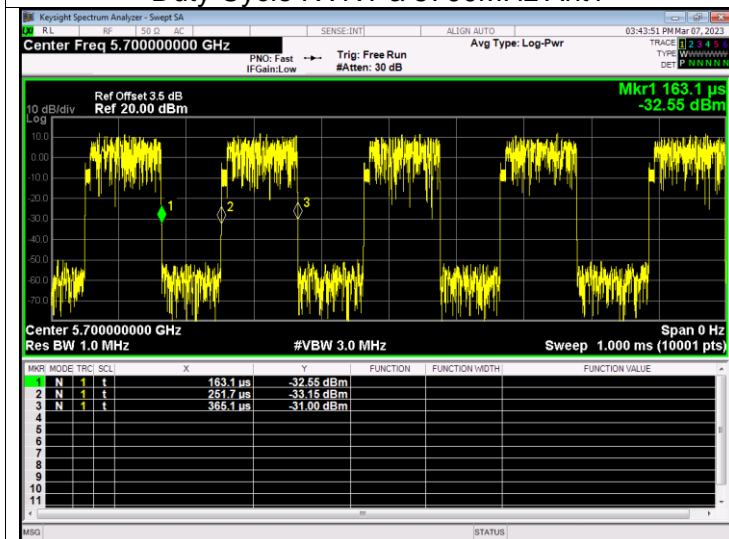 Keysight Spectrum Analyzer - Swept SA
RL RF 50 Ω AC SENSE:INT ALIGN AUTO 03:43:51 PM Mar 07, 2023
Center Freq 5.700000000 GHz
PNO: Fast
IFGain:Low
Trig: Free Run
#Atten: 30 dB
Avg Type: Log-Pwr
TRACE 1 2 3 4 5 6
TYPE WWWWWW
DET P N N N N N
Mkr1 163.1 µs
-32.55 dBm
Ref Offset 3.5 dB
10 dB/div Ref 20.00 dBm
Log
10.0
0.00
-10.0
-20.0
-30.0
-40.0
-50.0
-60.0
-70.0
1
2
3
Center 5.700000000 GHz Span 0 Hz
Res BW 1.0 MHz #VBW 3.0 MHz Sweep 1.000 ms (10001 pts)
MKR MODE TRC SCL X Y FUNCTION FUNCTION WIDTH FUNCTION VALUE
1 N 1 t 163.1 µs -32.55 dBm
2 N 1 t 251.7 µs -33.15 dBm
3 N 1 t 365.1 µs -31.00 dBm
4
5
6
7
8
9
10
11
MSG STATUS